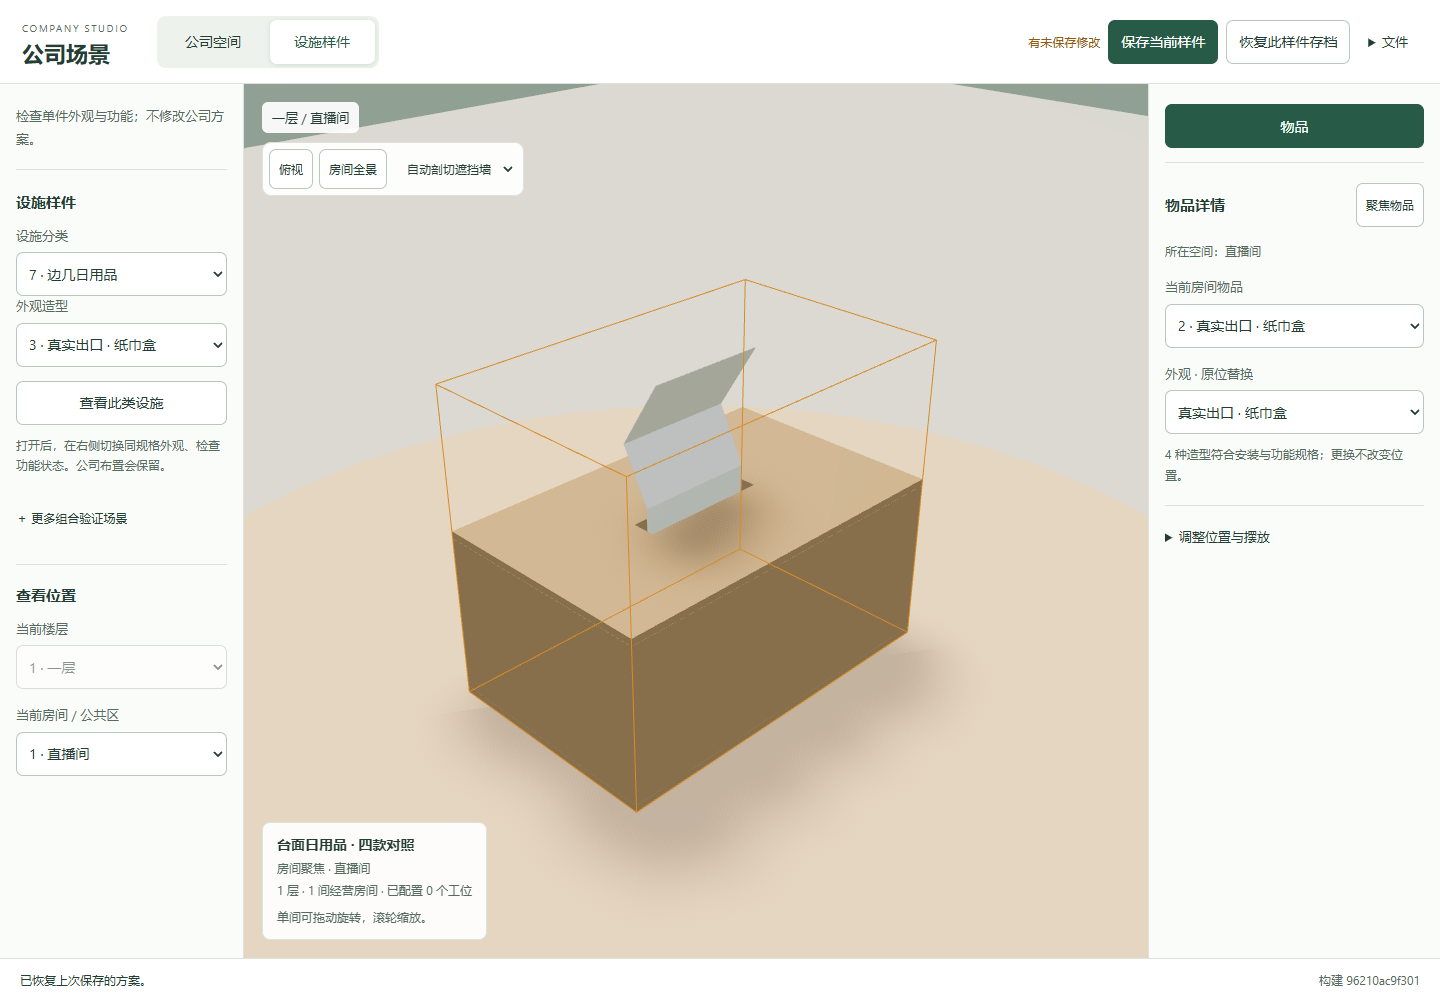 COMPANY STUDIO
公司场景
公司空间
设施样件
有未保存修改
保存当前样件
恢复此样件存档
▶ 文件
检查单件外观与功能；不修改公司方
案。
设施样件
设施分类
7 · 边几日用品
外观造型
3 · 真实出口 · 纸巾盒
查看此类设施
打开后，在右侧切换同规格外观、检查
功能状态。公司布置会保留。
+ 更多组合验证场景
查看位置
当前楼层
1 · 一层
当前房间 / 公共区
1 · 直播间
一层 / 直播间
俯视
房间全景
自动剖切遮挡墙
台面日用品 · 四款对照
房间聚焦 · 直播间
1 层 · 1 间经营房间 · 已配置 0 个工位
单间可拖动旋转，滚轮缩放。
物品
物品详情
聚焦物品
所在空间：直播间
当前房间物品
2 · 真实出口 · 纸巾盒
外观 · 原位替换
真实出口 · 纸巾盒
4 种造型符合安装与功能规格；更换不改变位
置。
▶ 调整位置与摆放
已恢复上次保存的方案。
构建 96210ac9f301